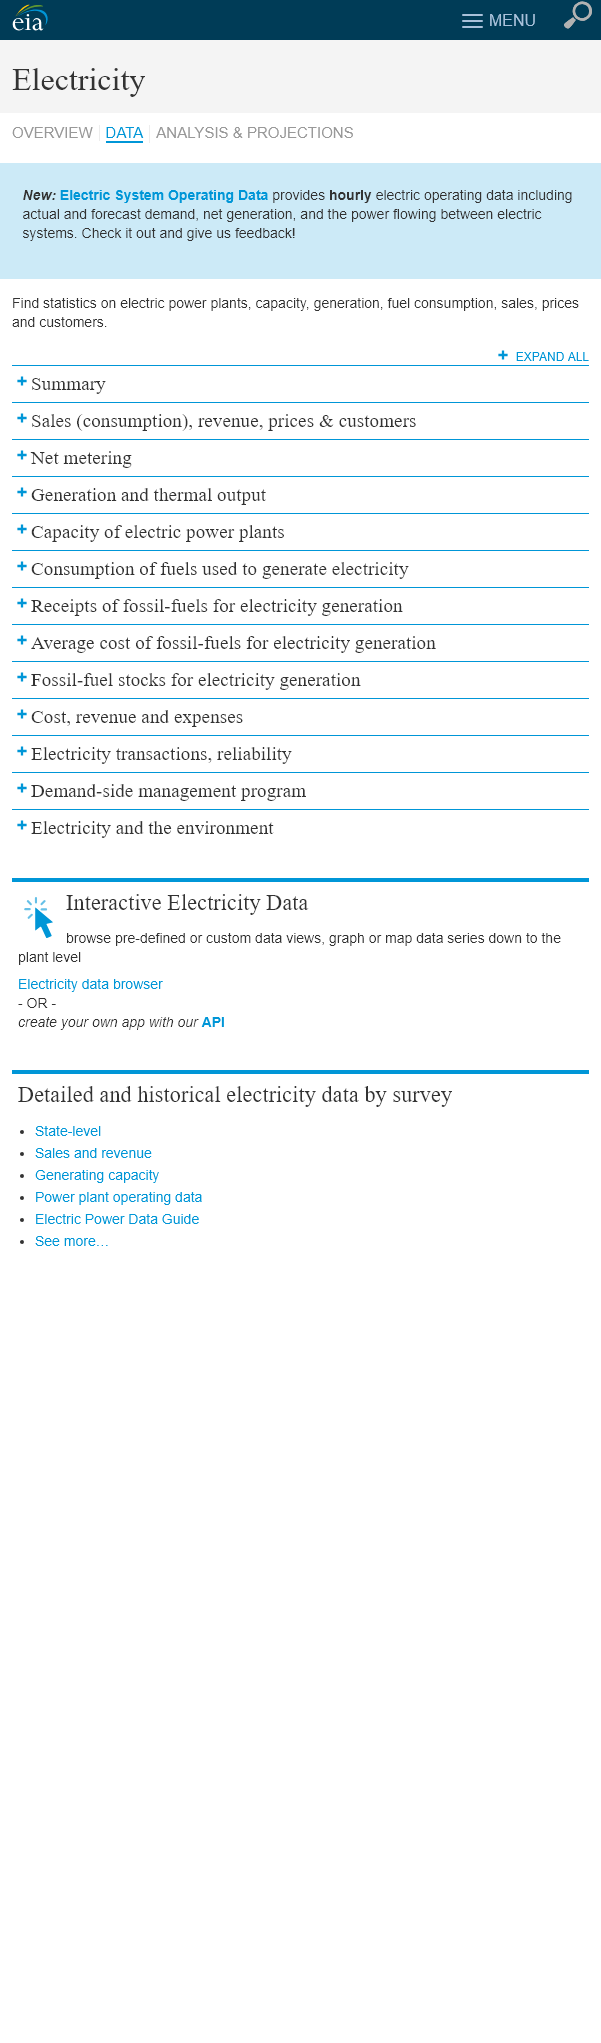 eia
MENU
Electricity
OVERVIEW DATA ANALYSIS & PROJECTIONS
New: Electric System Operating Data provides hourly electric operating data including
actual and forecast demand, net generation, and the power flowing between electric
systems. Check it out and give us feedback!
Find statistics on electric power plants, capacity, generation, fuel consumption, sales, prices
and customers.
+ EXPAND ALL
+ Summary
+ Sales (consumption), revenue, prices & customers
+ Net metering
+ Generation and thermal output
+ Capacity of electric power plants
+ Consumption of fuels used to generate electricity
+ Receipts of fossil-fuels for electricity generation
+ Average cost of fossil-fuels for electricity generation
+ Fossil-fuel stocks for electricity generation
+ Cost, revenue and expenses
+ Electricity transactions, reliability
+ Demand-side management program
+ Electricity and the environment
Interactive Electricity Data
browse pre-defined or custom data views, graph or map data series down to the
plant level
Electricity data browser
- OR -
create your own app with our API
Detailed and historical electricity data by survey
• State-level
• Sales and revenue
• Generating capacity
• Power plant operating data
• Electric Power Data Guide
• See more…